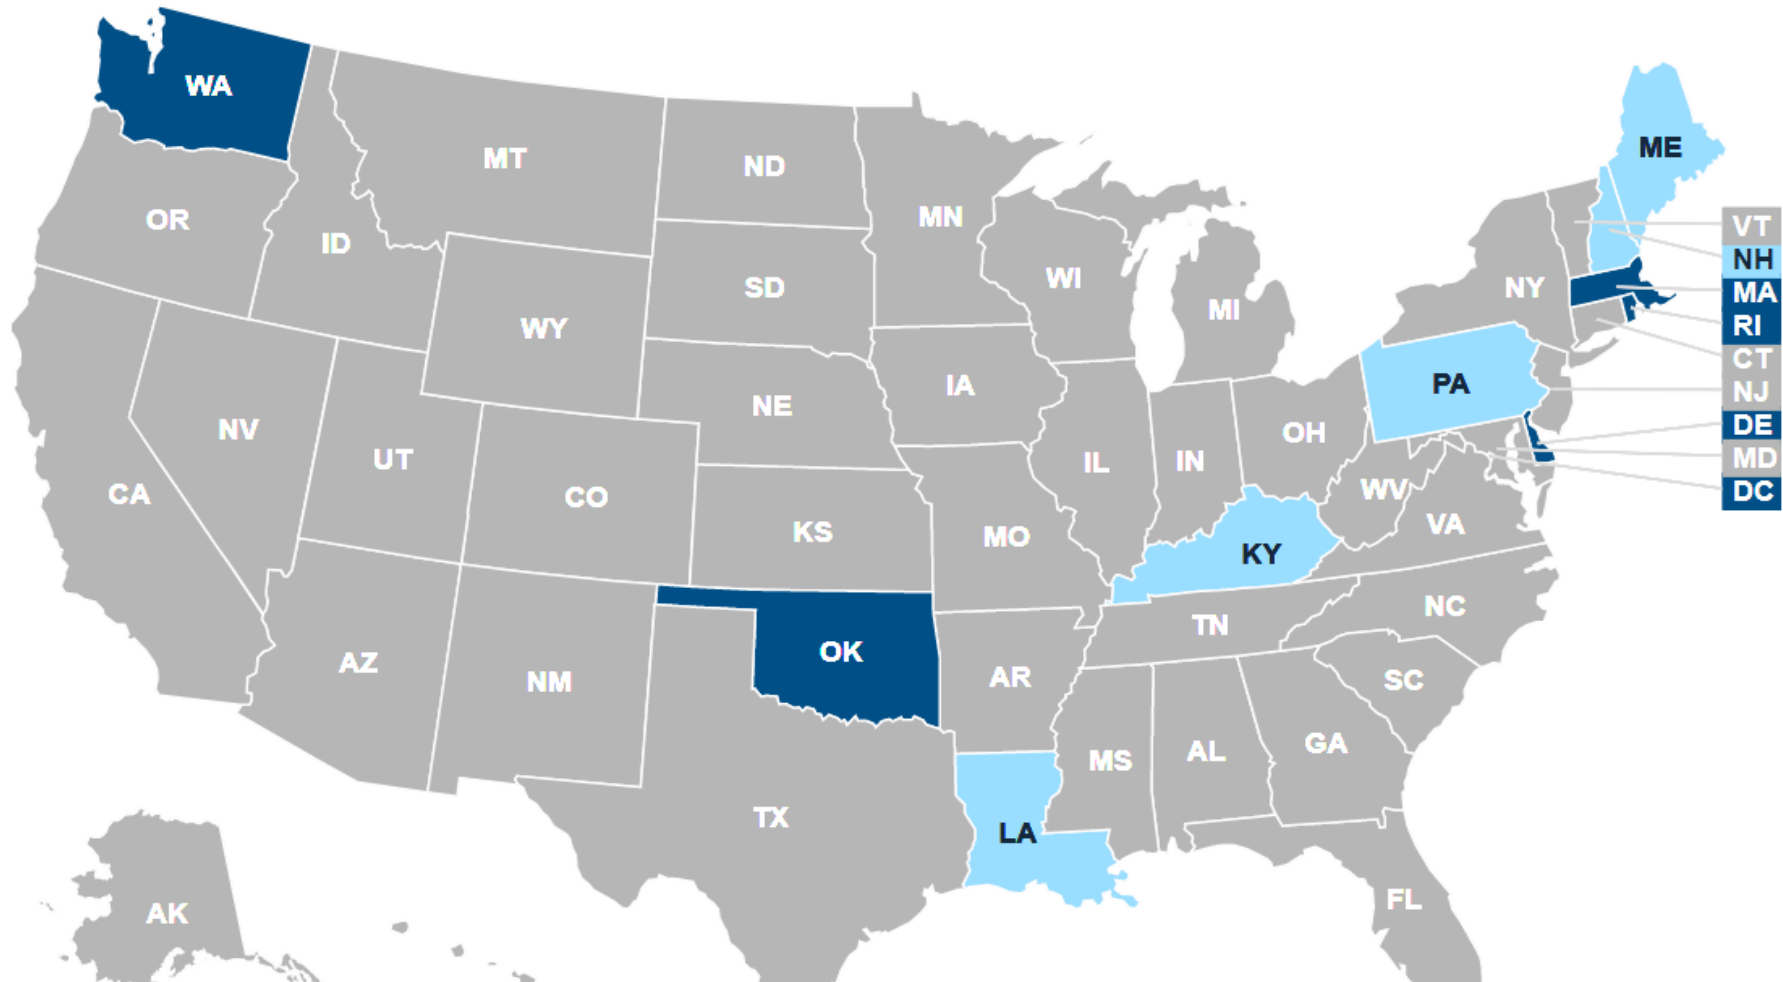 WA
MT
ND
MN
ME
OR
ID
SD
WI
MI
NY
VT
NH
MA
RI
CT
NJ
DE
MD
DC
WY
NE
IA
PA
NV
UT
CO
KS
MO
IL
IN
OH
WV
VA
CA
KY
AZ
NM
OK
AR
TN
NC
SC
TX
LA
MS
AL
GA
AK
FL